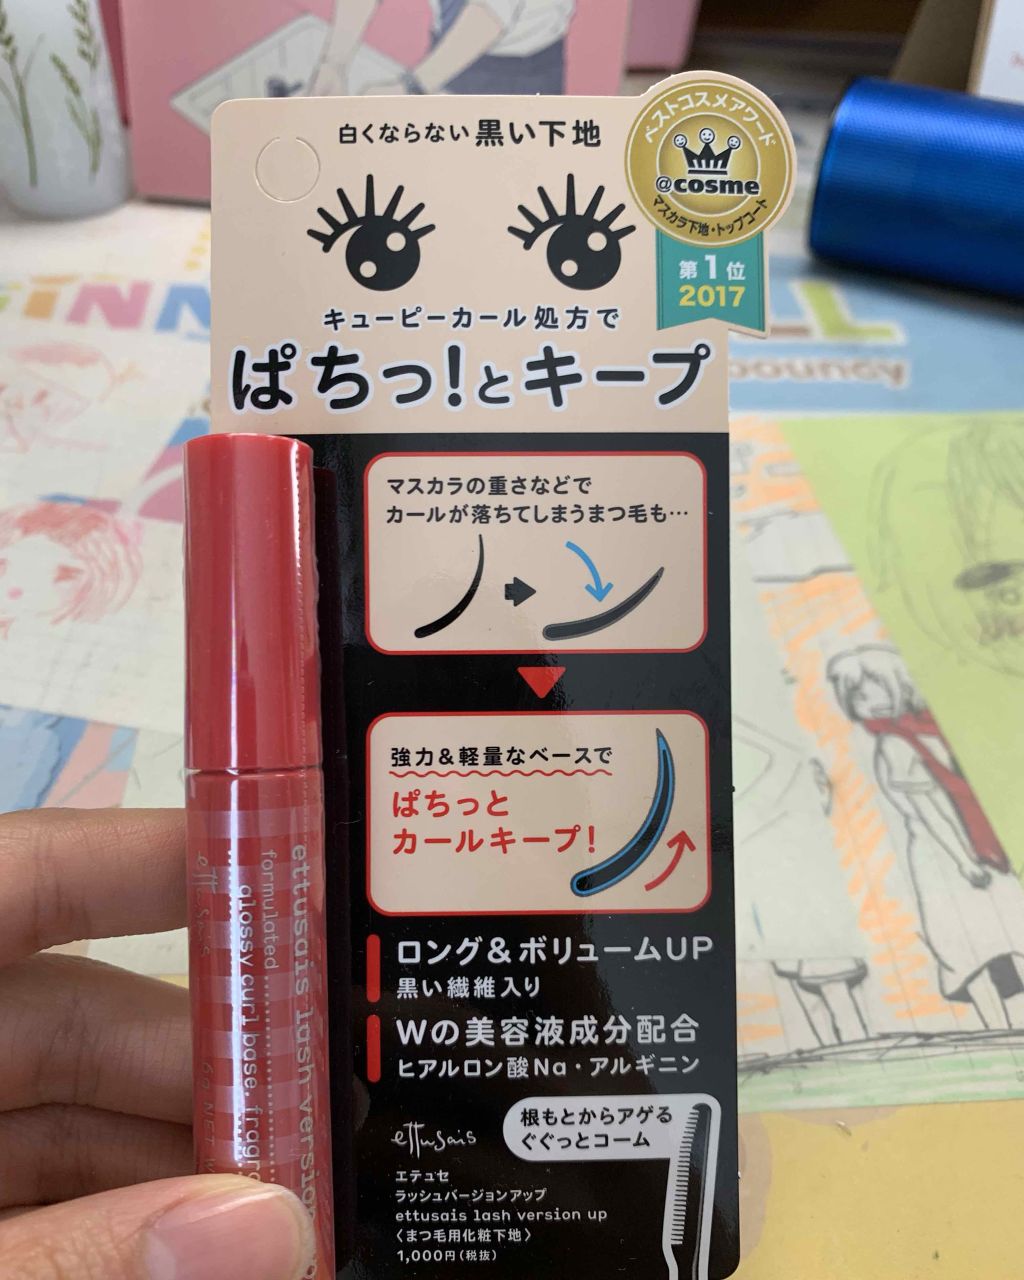 白くならない黒い下地
ベストコスメアワード
@cosme
マスカラ下地・トップコート
第1位
2017
キューピーカール処方で
ぱちっ!とキープ
マスカラの重さなどで
カールが落ちてしまうまつ毛も…
強力&軽量なベースで
ぱちっと
カールキープ!
ロング&ボリュームUP
黒い繊維入り
Wの美容液成分配合
ヒアルロン酸Na・アルギニン
根もとからアゲる
ぐぐっとコーム
ettusais
エテュセ
ラッシュバージョンアップ
ettusais lash version up
〈まつ毛用化粧下地〉
1,000円(税抜)
ettusais lash version
formulated
glossy curl base.
ettusais
6g NET